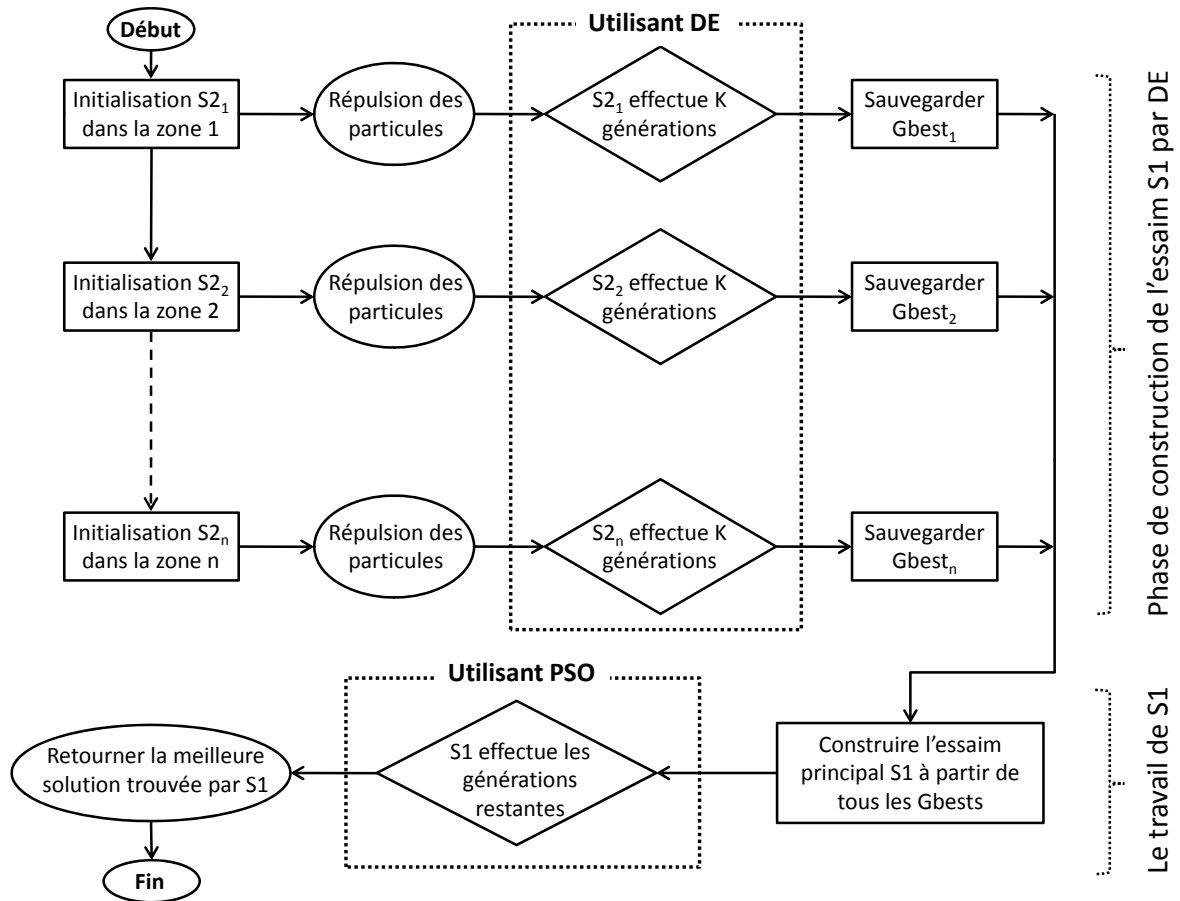 Début
Utilisant DE
Initialisation S2₁
dans la zone 1
Répulsion des
particules
S2₁ effectue K
générations
Sauvegarder
Gbest₁
Initialisation S2₂
dans la zone 2
Répulsion des
particules
S2₂ effectue K
générations
Sauvegarder
Gbest₂
Initialisation S2ₙ
dans la zone n
Répulsion des
particules
S2ₙ effectue K
générations
Sauvegarder
Gbestₙ
Phase de construction de l’essaim S1 par DE
Utilisant PSO
Retourner la meilleure
solution trouvée par S1
S1 effectue les
générations
restantes
Construire l’essaim
principal S1 à partir de
tous les Gbests
Le travail de S1
Fin